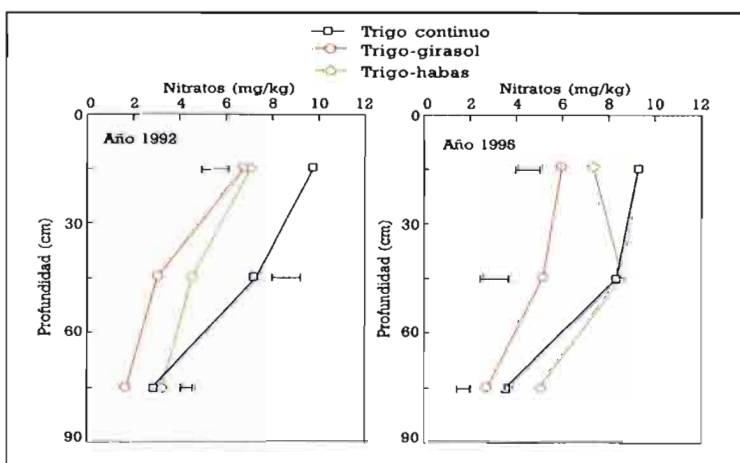 Trigo continuo
Trigo-girasol
Trigo-habas
Nitratos (mg/kg)
0 2 4 6 8 10 12
Año 1992
Profundidad (cm)
0
30
60
90
Nitratos (mg/kg)
0 2 4 6 8 10 12
Año 1995
Profundidad (cm)
0
30
60
90